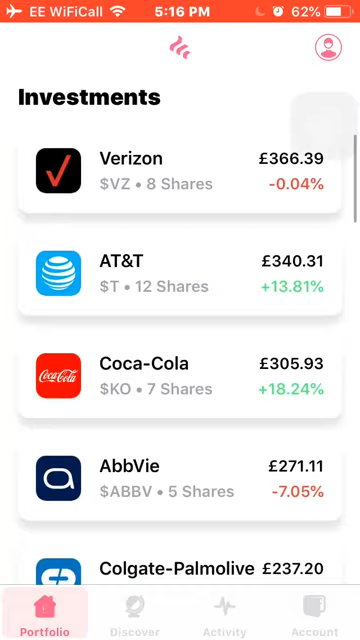 EE WiFiCall 5:16 PM 62%
Investments
Verizon £366.39
$VZ • 8 Shares -0.04%
AT&T £340.31
$T • 12 Shares +13.81%
Coca-Cola
Coca-Cola £305.93
$KO • 7 Shares +18.24%
AbbVie £271.11
$ABBV • 5 Shares -7.05%
Colgate-Palmolive £237.20
Portfolio Discover Activity Account